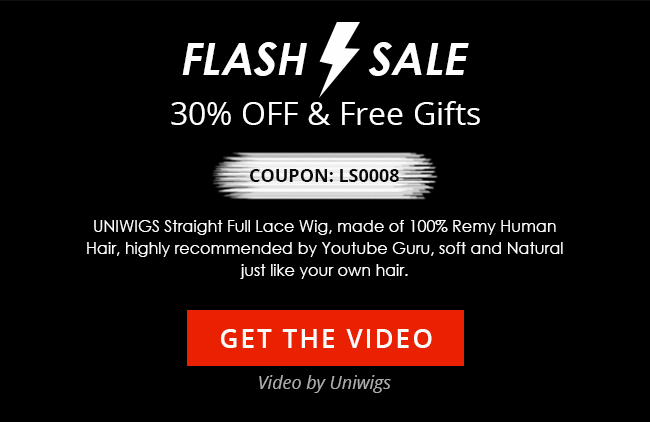 FLASH SALE
30% OFF & Free Gifts
COUPON: LS0008
UNIWIGS Straight Full Lace Wig, made of 100% Remy Human
Hair, highly recommended by Youtube Guru, soft and Natural
just like your own hair.
GET THE VIDEO
Video by Uniwigs